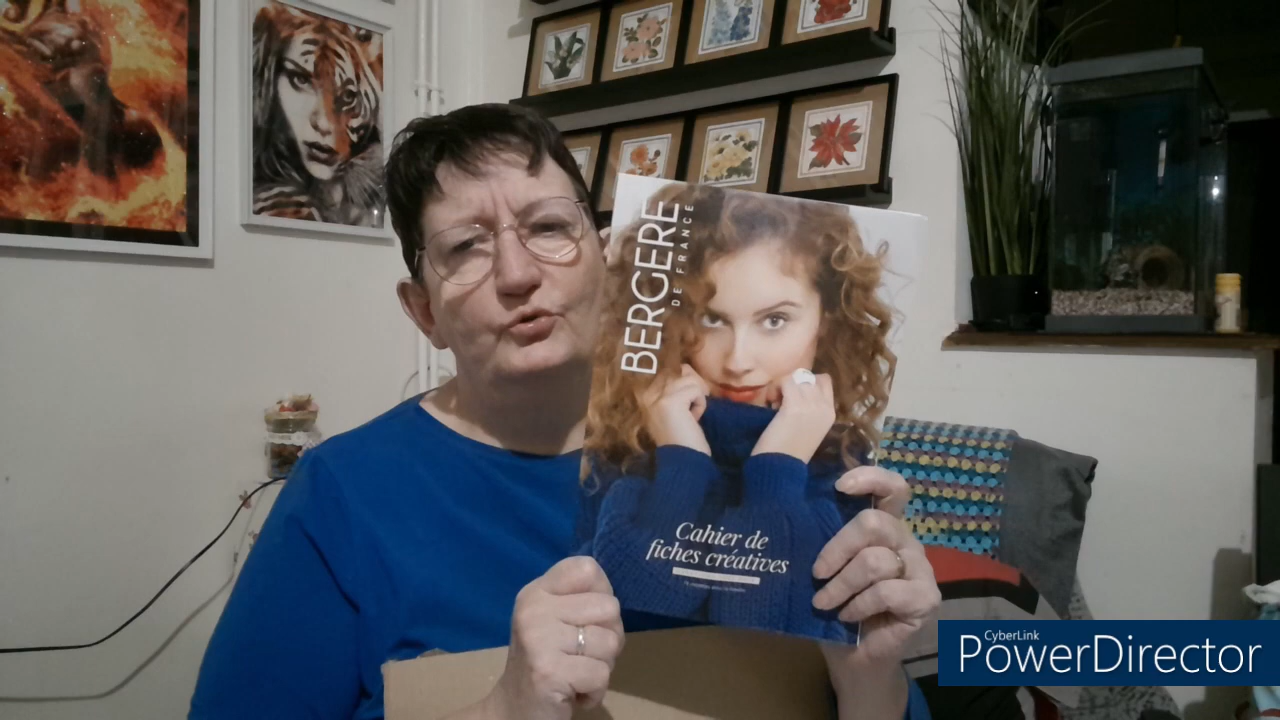 BERGERE
DE FRANCE
Cahier de
fiches créatives
CyberLink
PowerDirector